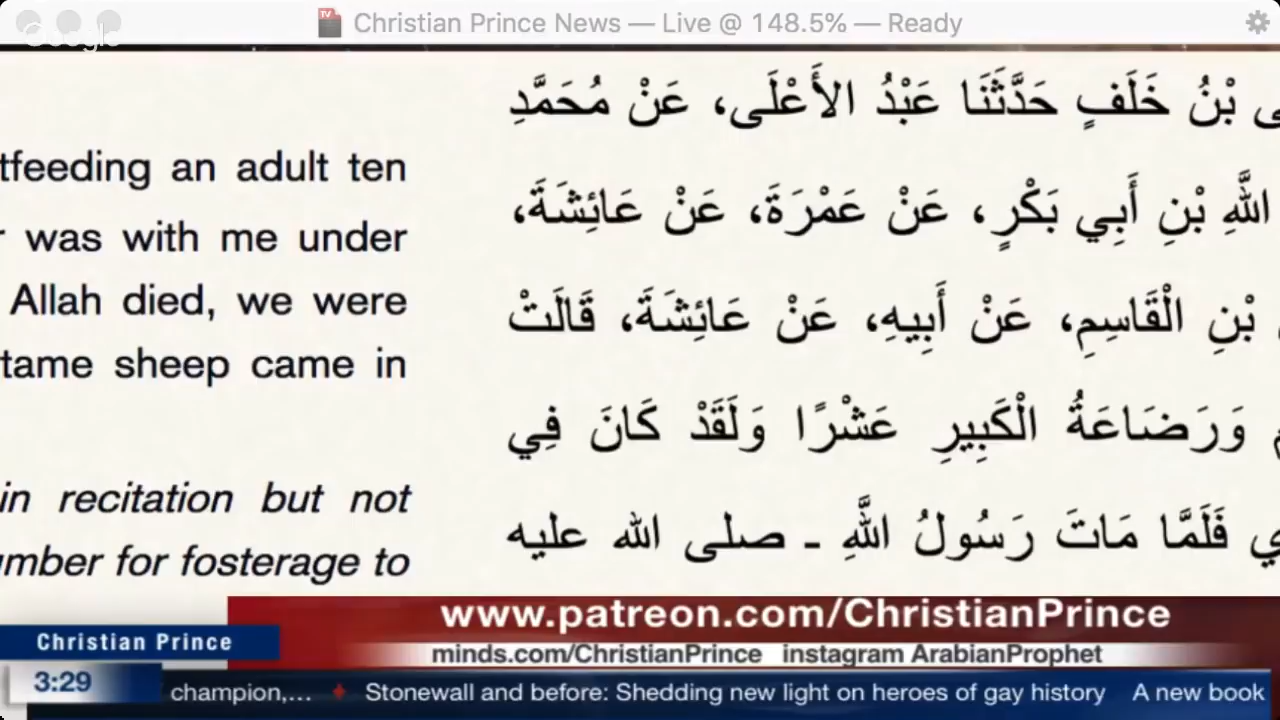 Christian Prince News — Live @ 148.5% — Ready
Google
بْنُ خَلَفٍ حَدَّثَنَا عَبْدُ الأَعْلَى، عَنْ مُحَمَّدِ
اللَّهِ بْنِ أَبِي بَكْرٍ، عَنْ عَمْرَةَ، عَنْ عَائِشَةَ،
بْنِ الْقَاسِمِ، عَنْ أَبِيهِ، عَنْ عَائِشَةَ، قَالَتْ
وَرَضَاعَةُ الْكَبِيرِ عَشْرًا وَلَقَدْ كَانَ فِي
فَلَمَّا مَاتَ رَسُولُ اللَّهِ ـ صلى الله عليه
tfeeding an adult ten
r was with me under
Allah died, we were
tame sheep came in
in recitation but not
umber for fosterage to
www.patreon.com/ChristianPrince
minds.com/ChristianPrince instagram ArabianProphet
Christian Prince
3:29
champion,... Stonewall and before: Shedding new light on heroes of gay history A new book